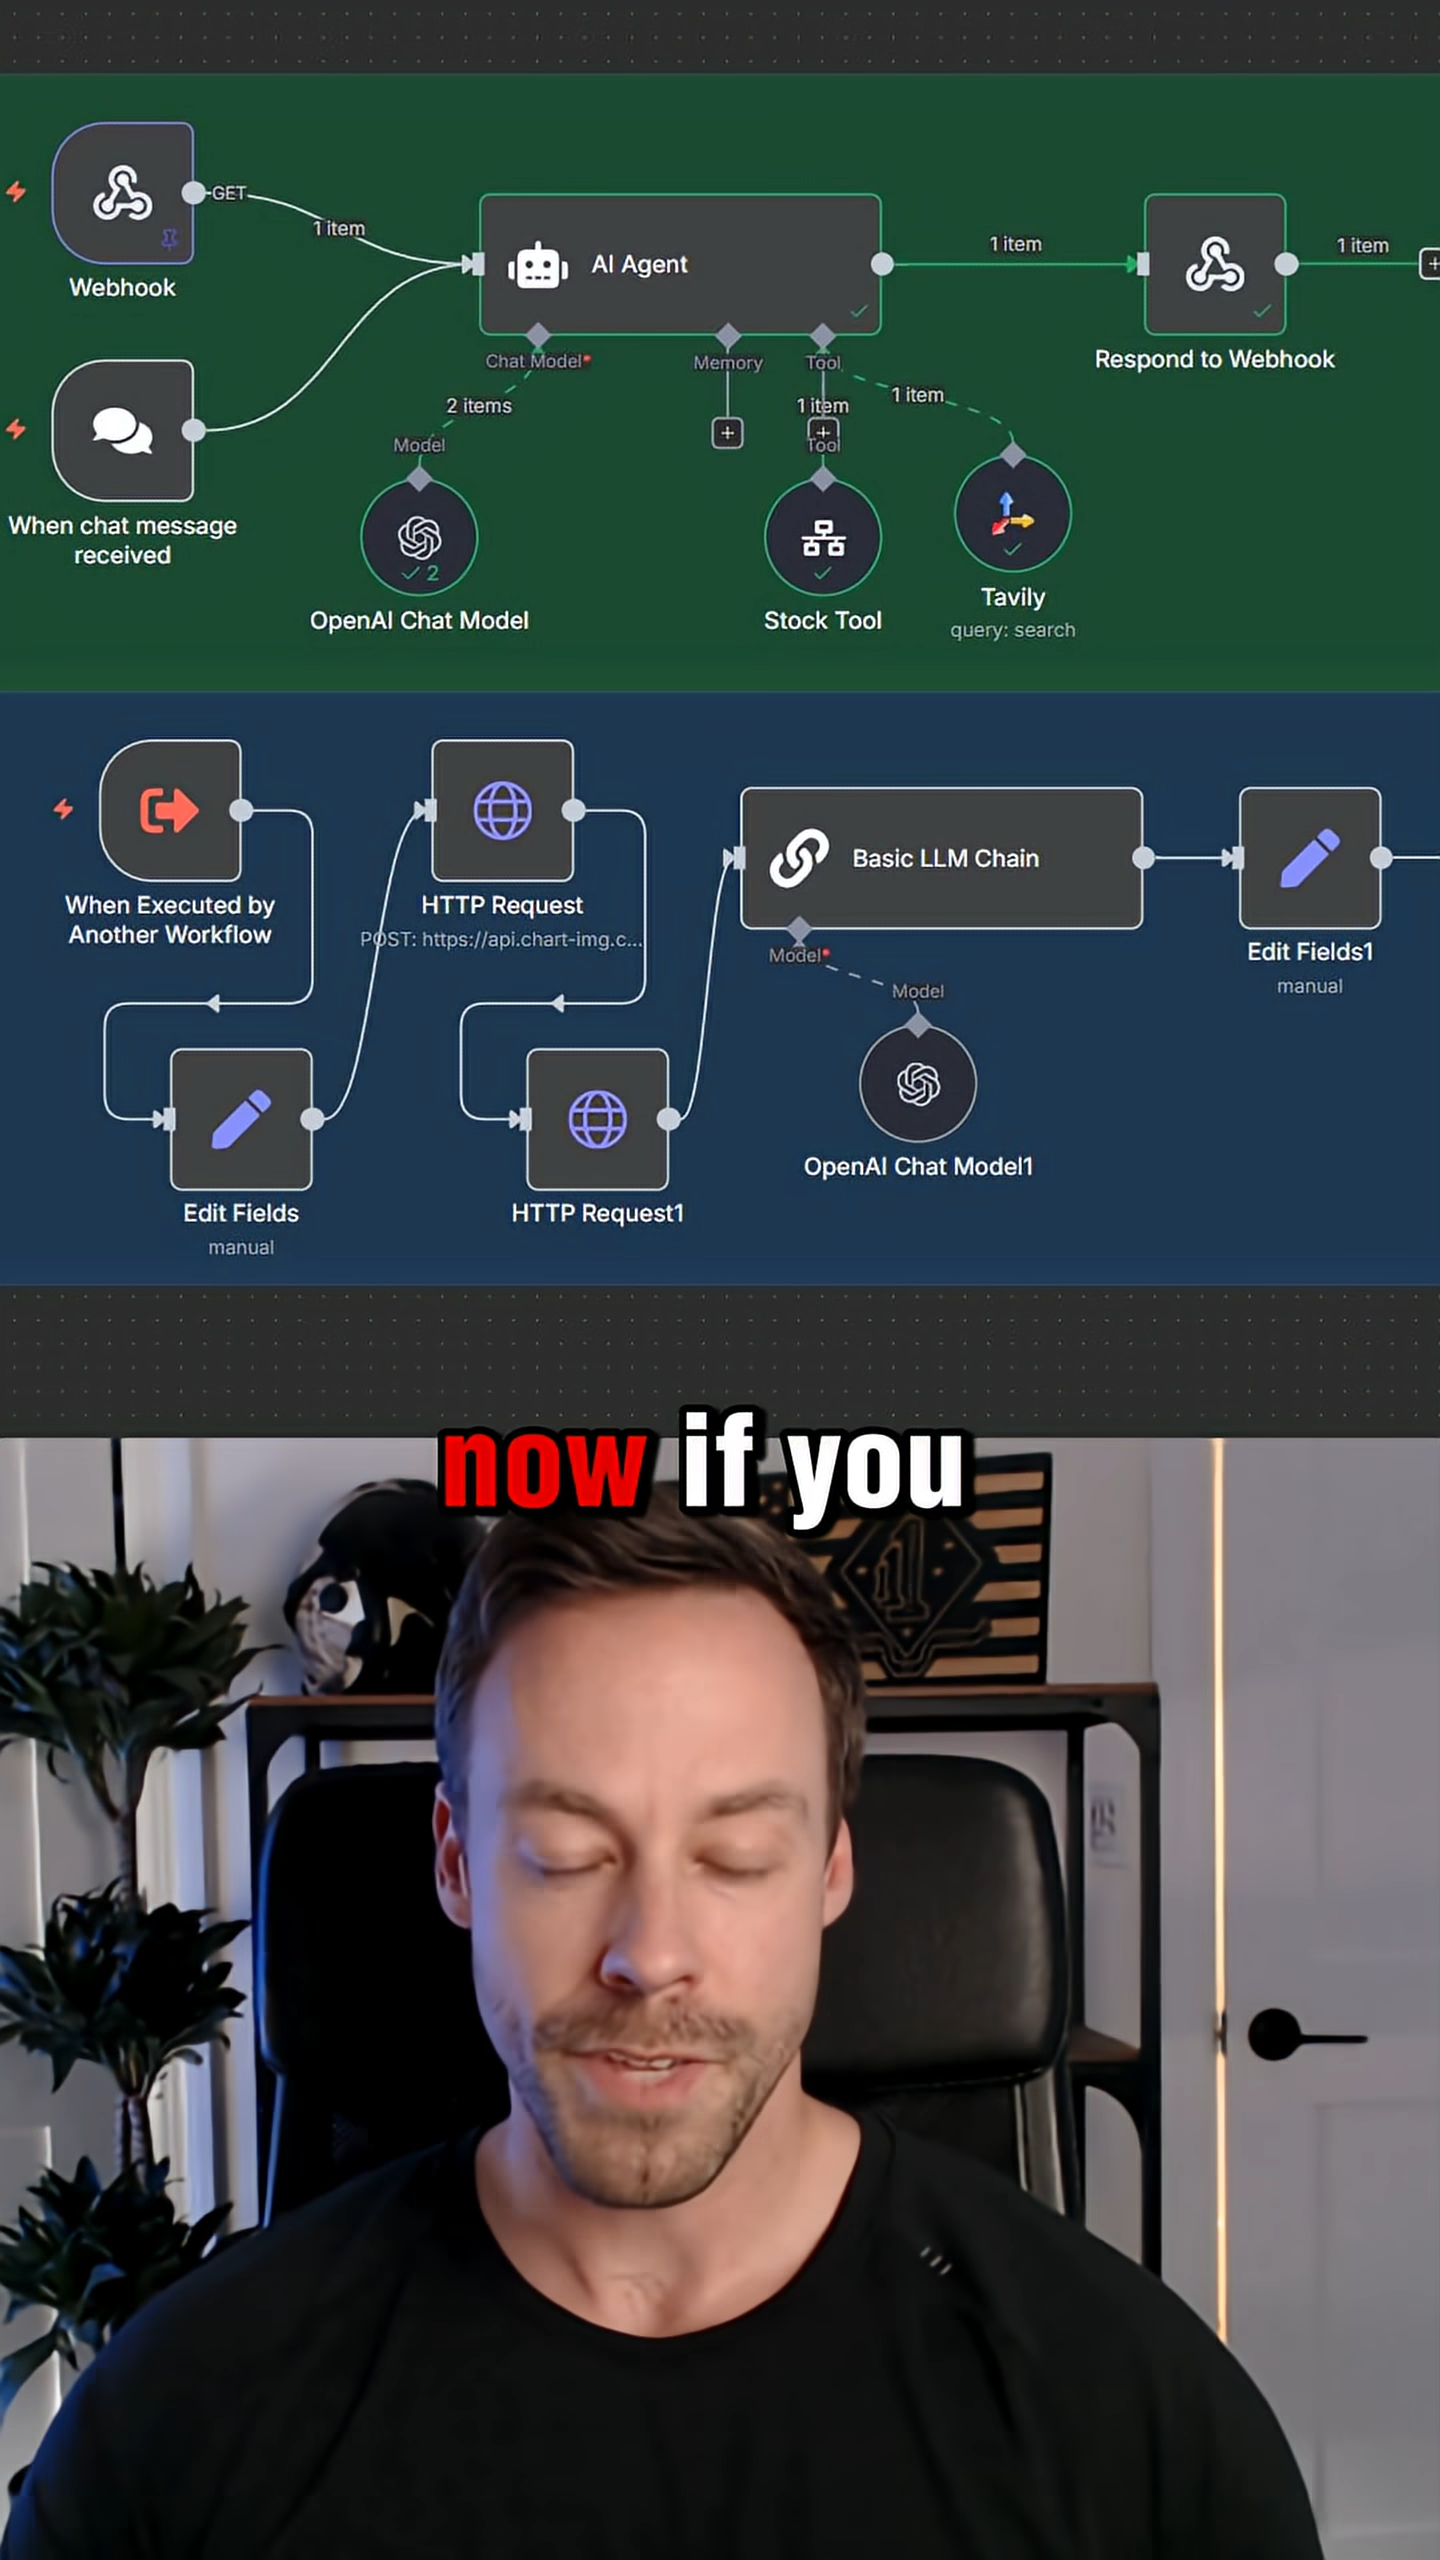 GET
1 item
AI Agent
1 item
1 item
Webhook
Chat Model*
Memory
Tool
Respond to Webhook
2 items
1 item
1 item
Model
Tool
When chat message
received
2
OpenAI Chat Model
Stock Tool
Tavily
query: search
Basic LLM Chain
When Executed by
Another Workflow
HTTP Request
POST: https://api.chart-img.c...
Model*
Edit Fields1
manual
Model
OpenAI Chat Model1
Edit Fields
manual
HTTP Request1
now if you